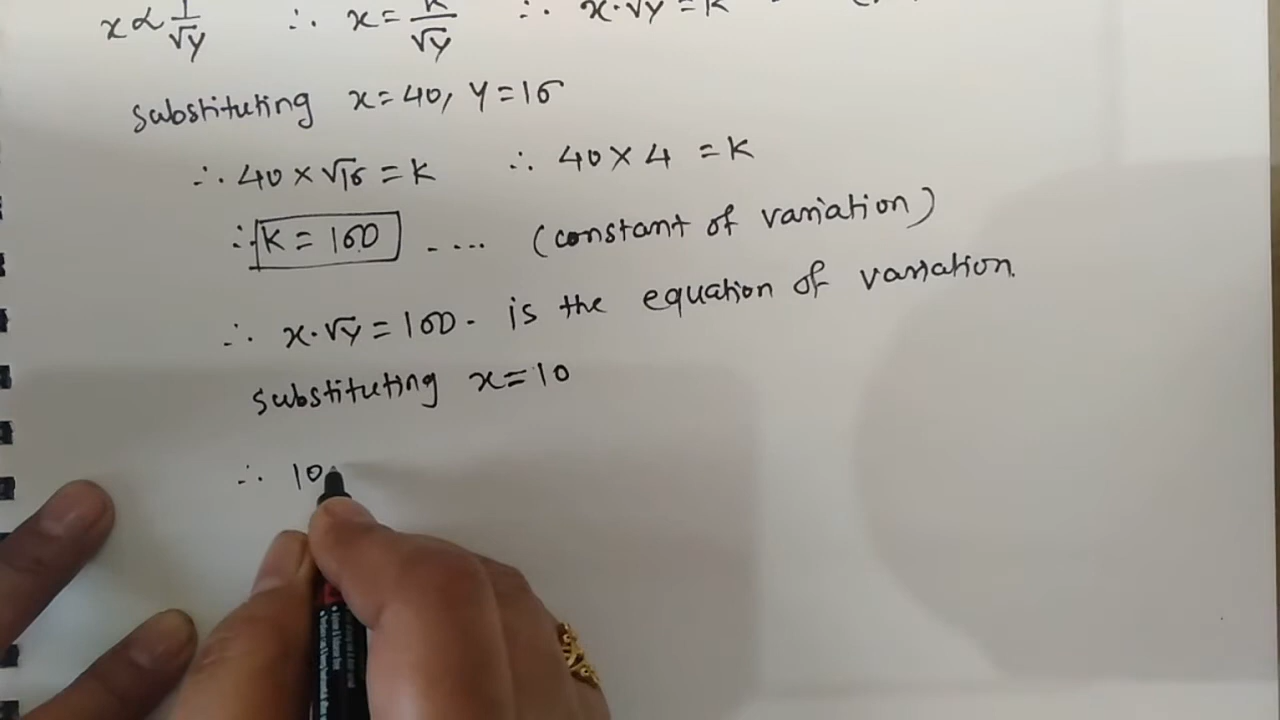 x ∝ 1/√y ∴ x = K/√y ∴ x·√y = K
substituting x = 40, y = 16
∴ 40 × √16 = K ∴ 40 × 4 = K
∴ K = 160 .... (constant of variation)
∴ x·√y = 160. is the equation of variation.
substituting x = 10
∴ 10